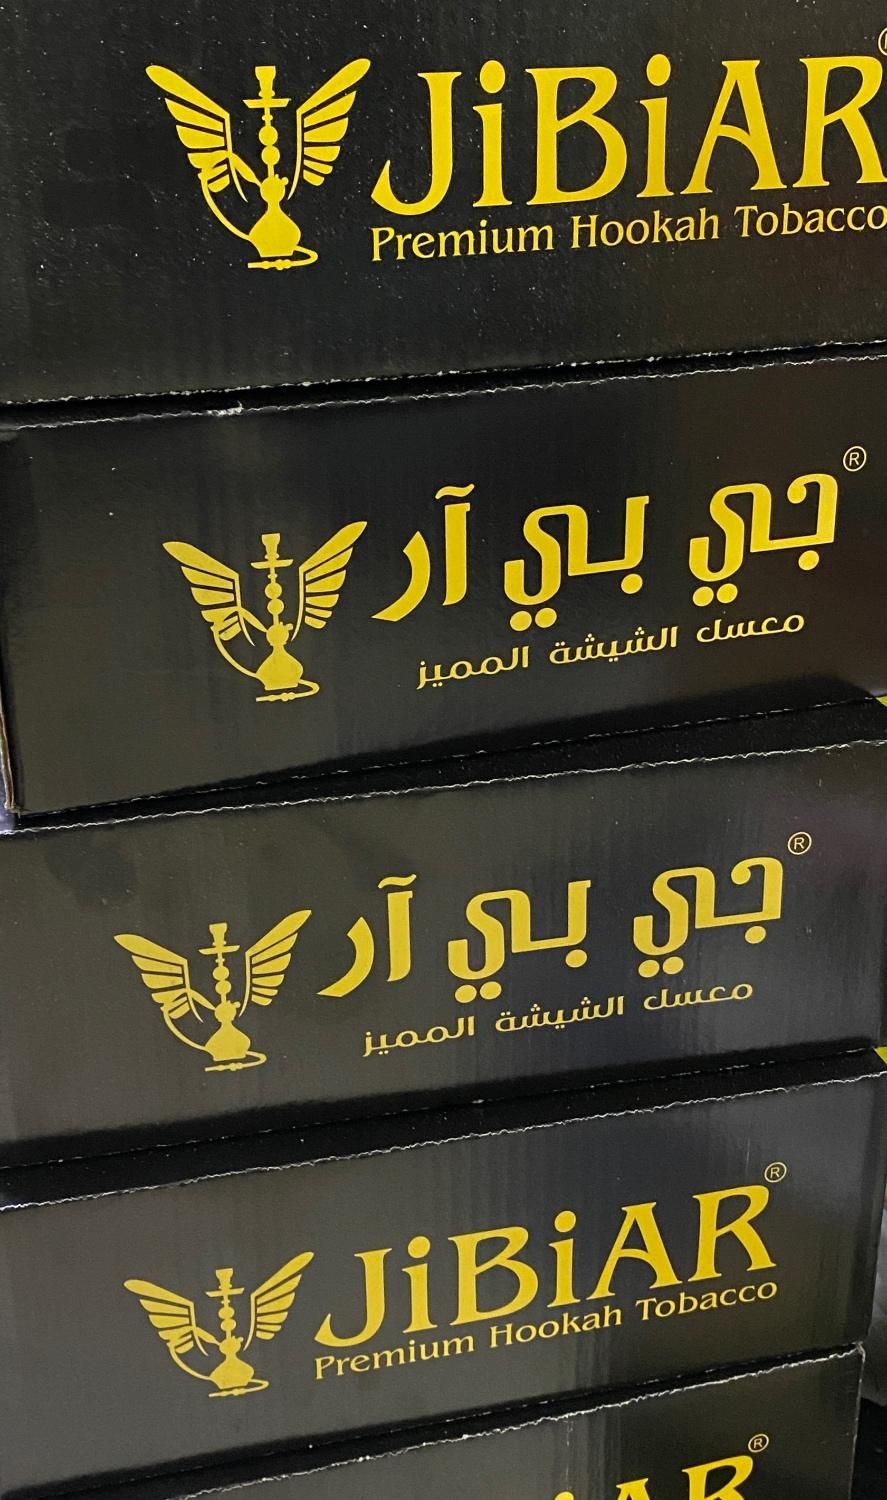 JiBiAR®
Premium Hookah Tobacco
جي بي آر®
معسل الشيشة المميز
جي بي آر®
معسل الشيشة المميز
JiBiAR®
Premium Hookah Tobacco
iAR®